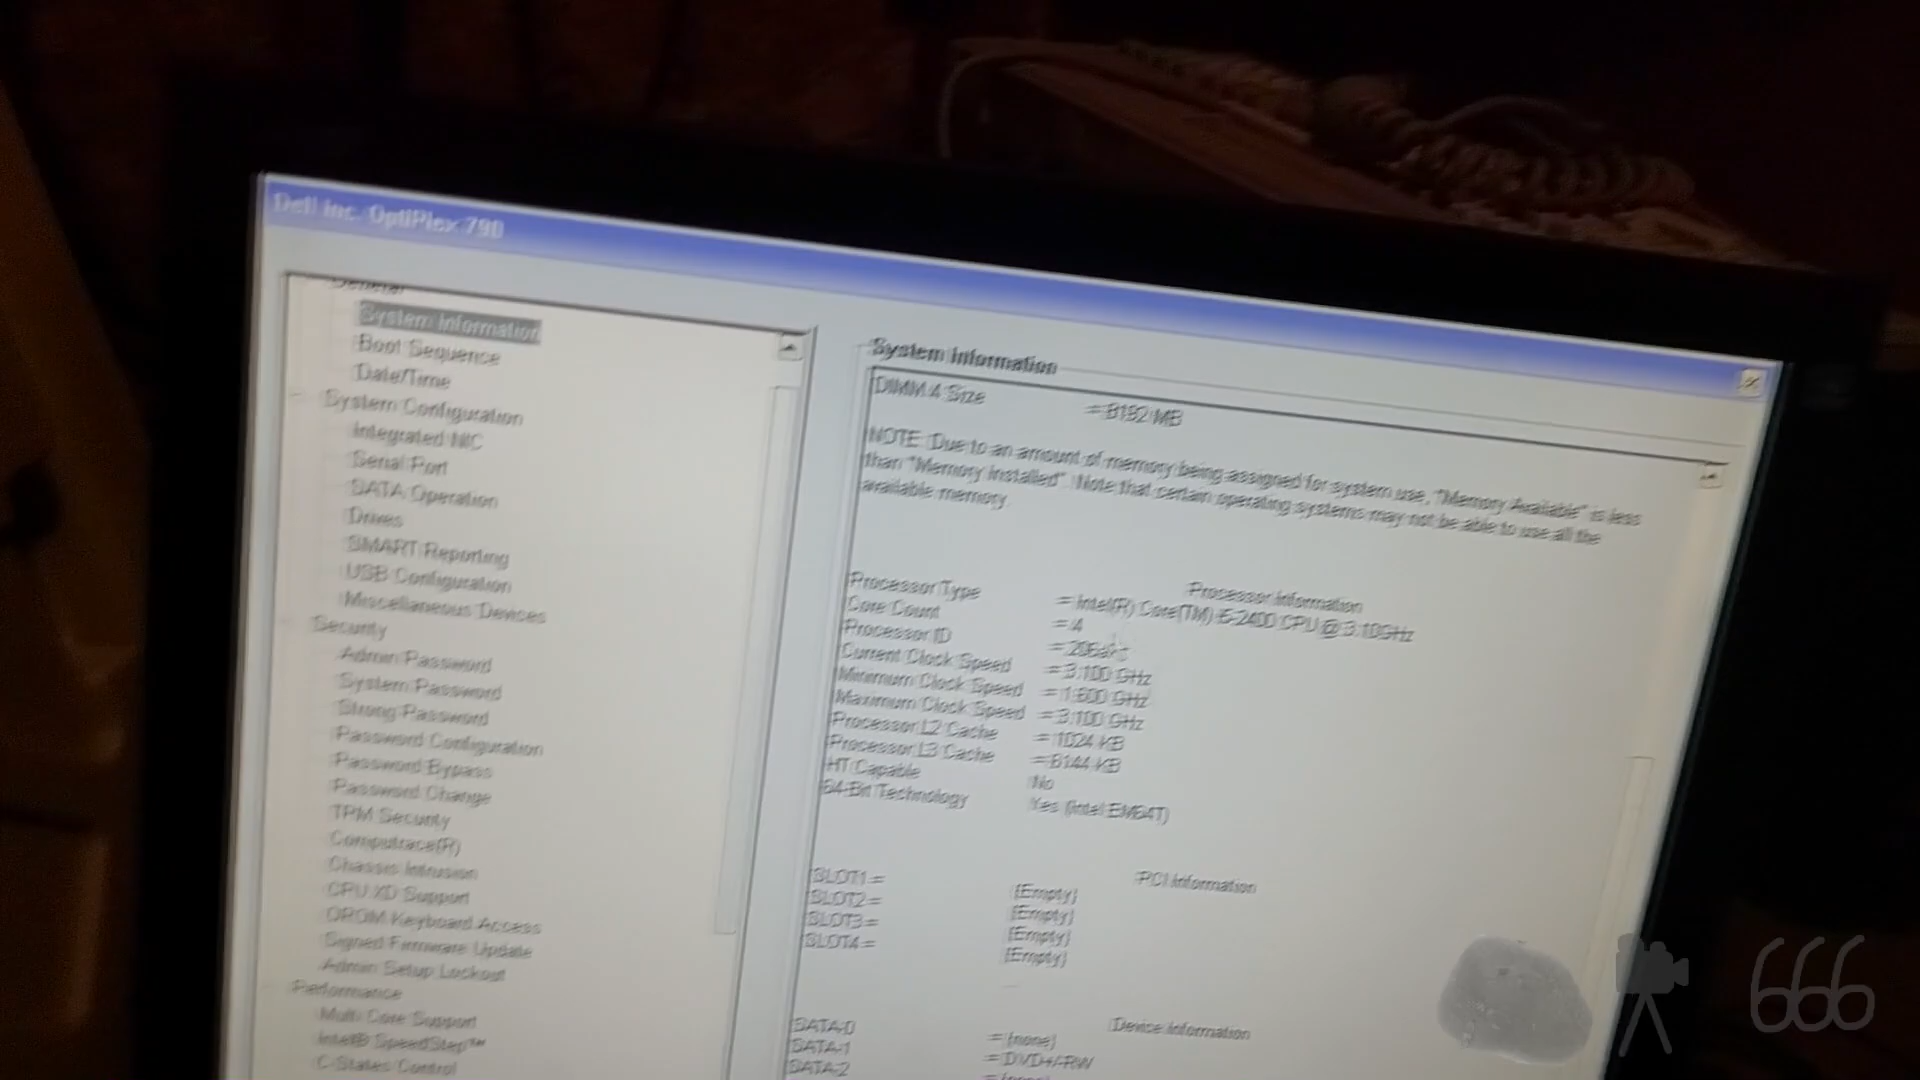 Dell Inc. OptiPlex 790
General
System Information
Boot Sequence
Date/Time
System Configuration
Integrated NIC
Serial Port
SATA Operation
Drives
SMART Reporting
USB Configuration
Miscellaneous Devices
Security
Admin Password
System Password
Strong Password
Password Configuration
Password Bypass
Password Change
TPM Security
Computrace(R)
Chassis Intrusion
CPU XD Support
OROM Keyboard Access
Signed Firmware Update
Admin Setup Lockout
Performance
Multi Core Support
Intel® SpeedStep™
C States Control
System Information
DIMM 4 Size = 8192 MB
NOTE: Due to an amount of memory being assigned for system use, "Memory Available" is less
than "Memory Installed". Note that certain operating systems may not be able to use all the
available memory.
Processor Information
Processor Type = Intel(R) Core(TM) i5-2400 CPU @ 3.10GHz
Core Count = 4
Processor ID = 206a7
Current Clock Speed = 3.100 GHz
Minimum Clock Speed = 1.600 GHz
Maximum Clock Speed = 3.100 GHz
Processor L2 Cache = 1024 KB
Processor L3 Cache = 6144 KB
HT Capable No
64-Bit Technology Yes (Intel EM64T)
PCI Information
SLOT1 = {Empty}
SLOT2 = {Empty}
SLOT3 = {Empty}
SLOT4 = {Empty}
Device Information
SATA-0 = {none}
SATA-1 = DVD+/-RW
SATA-2 = {none}
666